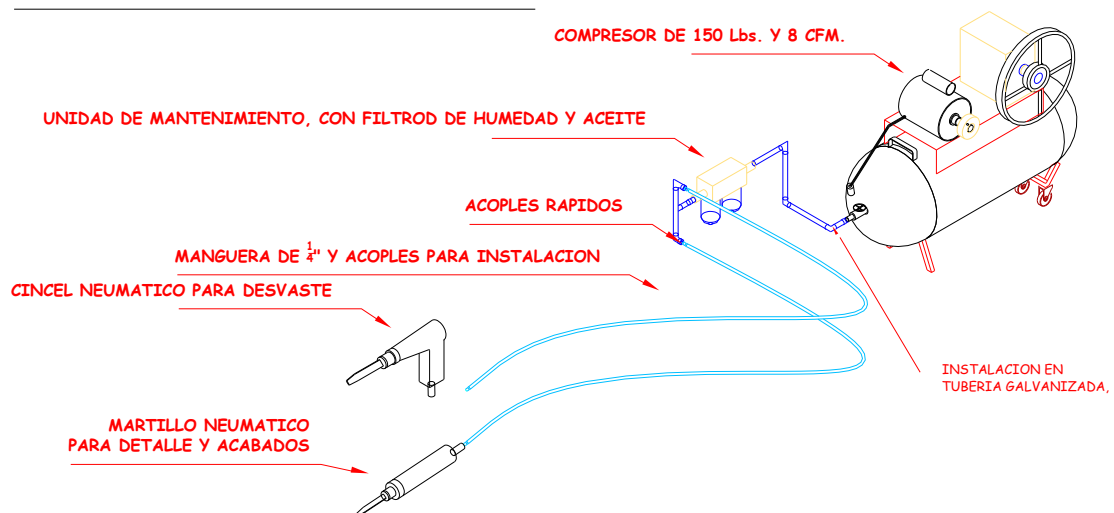 COMPRESOR DE 150 Lbs. Y 8 CFM.
UNIDAD DE MANTENIMIENTO, CON FILTROD DE HUMEDAD Y ACEITE
ACOPLES RAPIDOS
MANGUERA DE 1/4" Y ACOPLES PARA INSTALACION
CINCEL NEUMATICO PARA DESVASTE
INSTALACION EN
TUBERIA GALVANIZADA,
MARTILLO NEUMATICO
PARA DETALLE Y ACABADOS